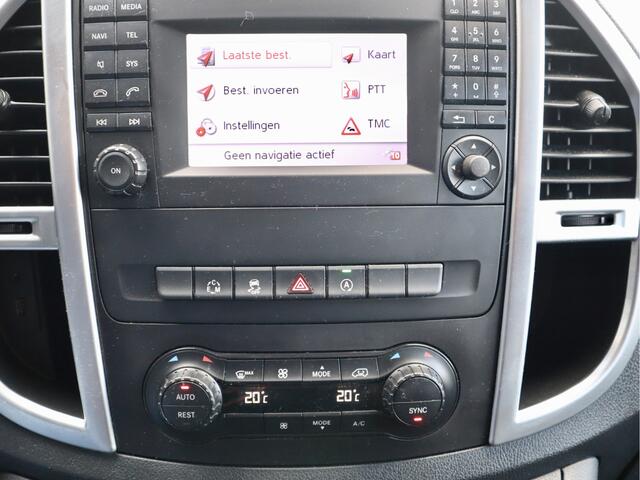 RADIO MEDIA
NAVI TEL
SYS
ON
Laatste best. Kaart
Best. invoeren PTT
Instellingen TMC
Geen navigatie actief
1 2 3
4 5 6
7 8 9
* 0 #
C
C M
A
MAX MODE
AUTO
REST
20°C 20°C
SYNC
MODE A/C